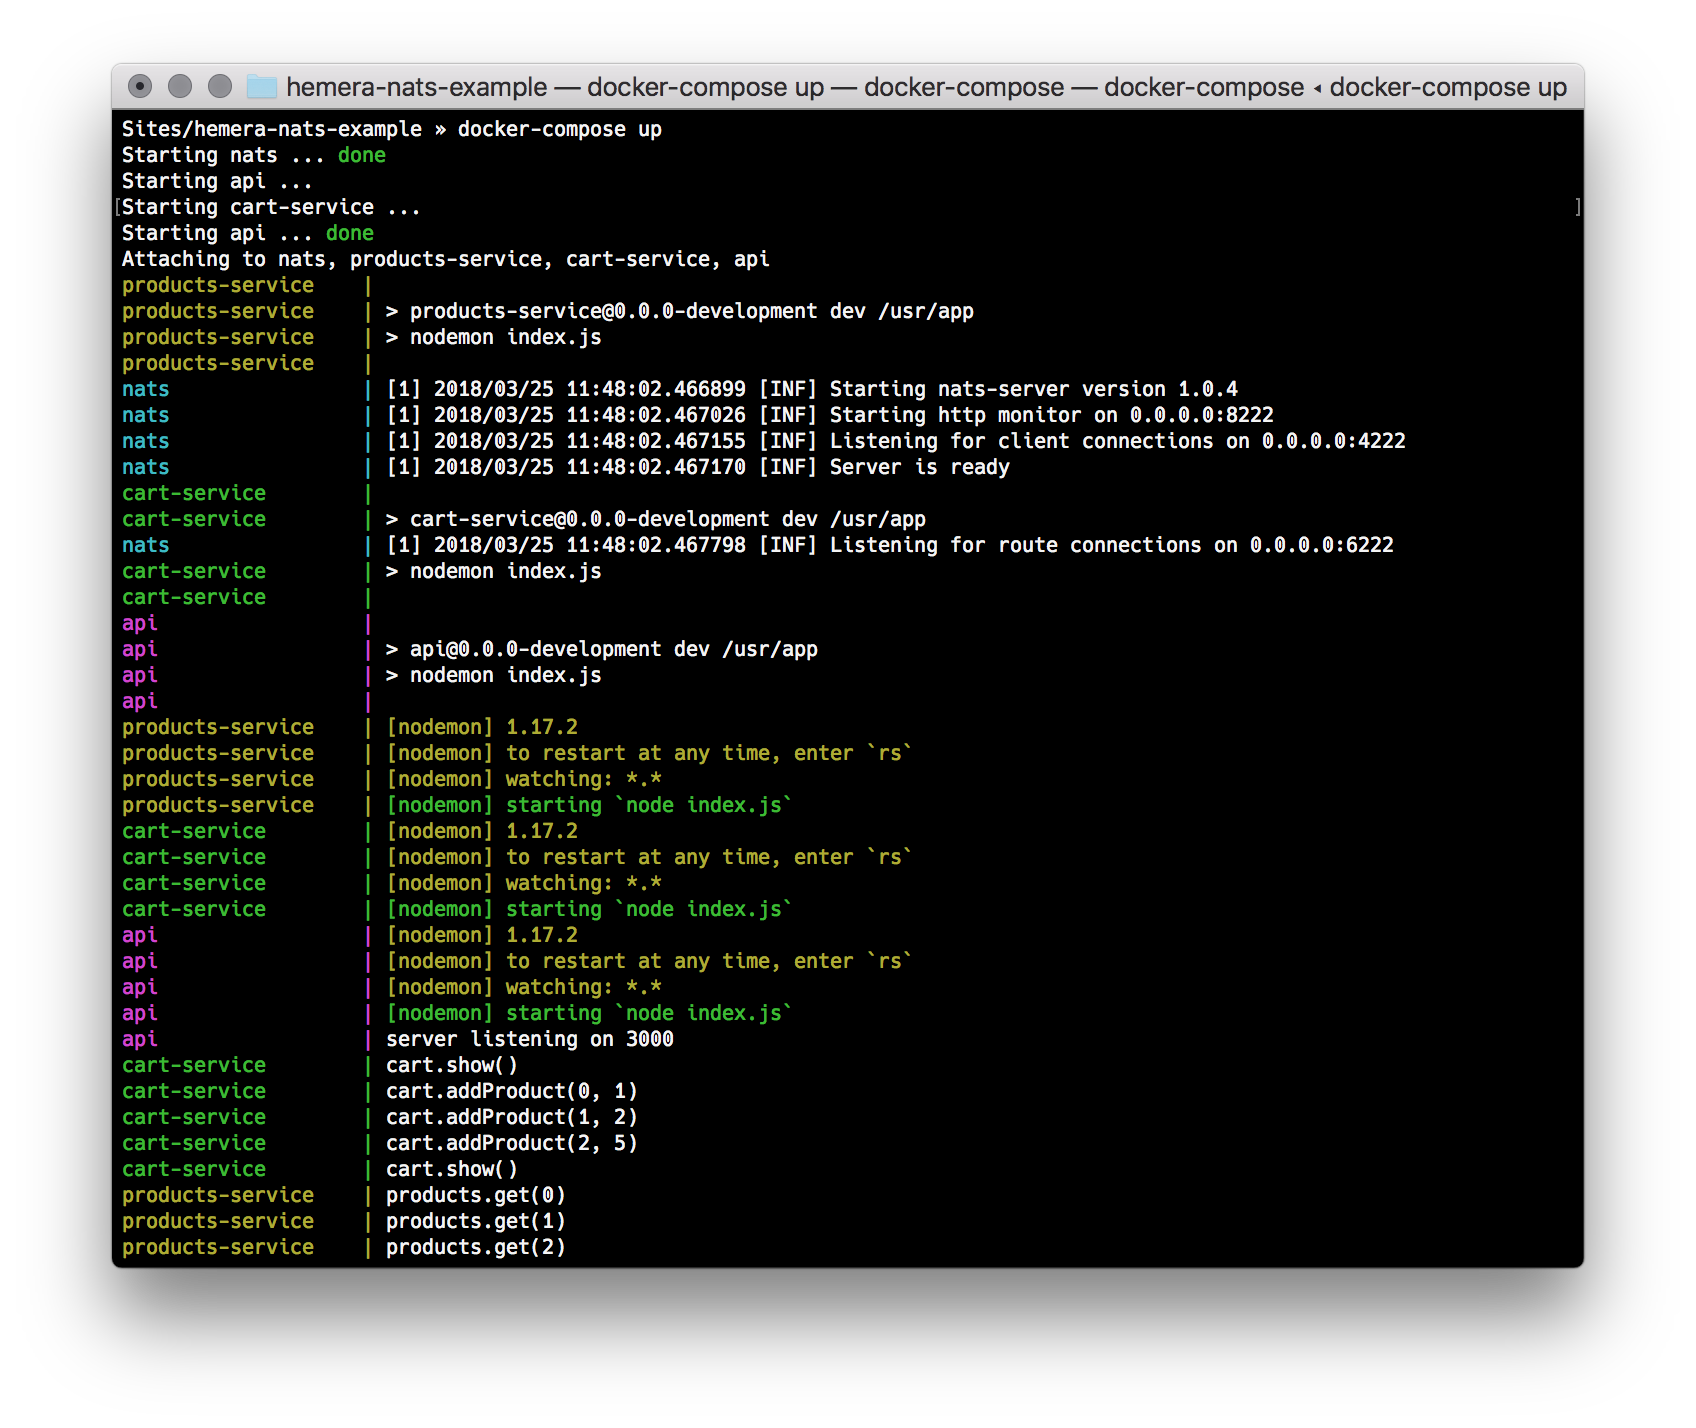 hemera-nats-example — docker-compose up — docker-compose — docker-compose ◂ docker-compose up
Sites/hemera-nats-example » docker-compose up
Starting nats ... done
Starting api ...
[Starting cart-service ... ]
Starting api ... done
Attaching to nats, products-service, cart-service, api
products-service    |
products-service    | > products-service@0.0.0-development dev /usr/app
products-service    | > nodemon index.js
products-service    |
nats                | [1] 2018/03/25 11:48:02.466899 [INF] Starting nats-server version 1.0.4
nats                | [1] 2018/03/25 11:48:02.467026 [INF] Starting http monitor on 0.0.0.0:8222
nats                | [1] 2018/03/25 11:48:02.467155 [INF] Listening for client connections on 0.0.0.0:4222
nats                | [1] 2018/03/25 11:48:02.467170 [INF] Server is ready
cart-service        |
cart-service        | > cart-service@0.0.0-development dev /usr/app
nats                | [1] 2018/03/25 11:48:02.467798 [INF] Listening for route connections on 0.0.0.0:6222
cart-service        | > nodemon index.js
cart-service        |
api                 |
api                 | > api@0.0.0-development dev /usr/app
api                 | > nodemon index.js
api                 |
products-service    | [nodemon] 1.17.2
products-service    | [nodemon] to restart at any time, enter `rs`
products-service    | [nodemon] watching: *.*
products-service    | [nodemon] starting `node index.js`
cart-service        | [nodemon] 1.17.2
cart-service        | [nodemon] to restart at any time, enter `rs`
cart-service        | [nodemon] watching: *.*
cart-service        | [nodemon] starting `node index.js`
api                 | [nodemon] 1.17.2
api                 | [nodemon] to restart at any time, enter `rs`
api                 | [nodemon] watching: *.*
api                 | [nodemon] starting `node index.js`
api                 | server listening on 3000
cart-service        | cart.show()
cart-service        | cart.addProduct(0, 1)
cart-service        | cart.addProduct(1, 2)
cart-service        | cart.addProduct(2, 5)
cart-service        | cart.show()
products-service    | products.get(0)
products-service    | products.get(1)
products-service    | products.get(2)